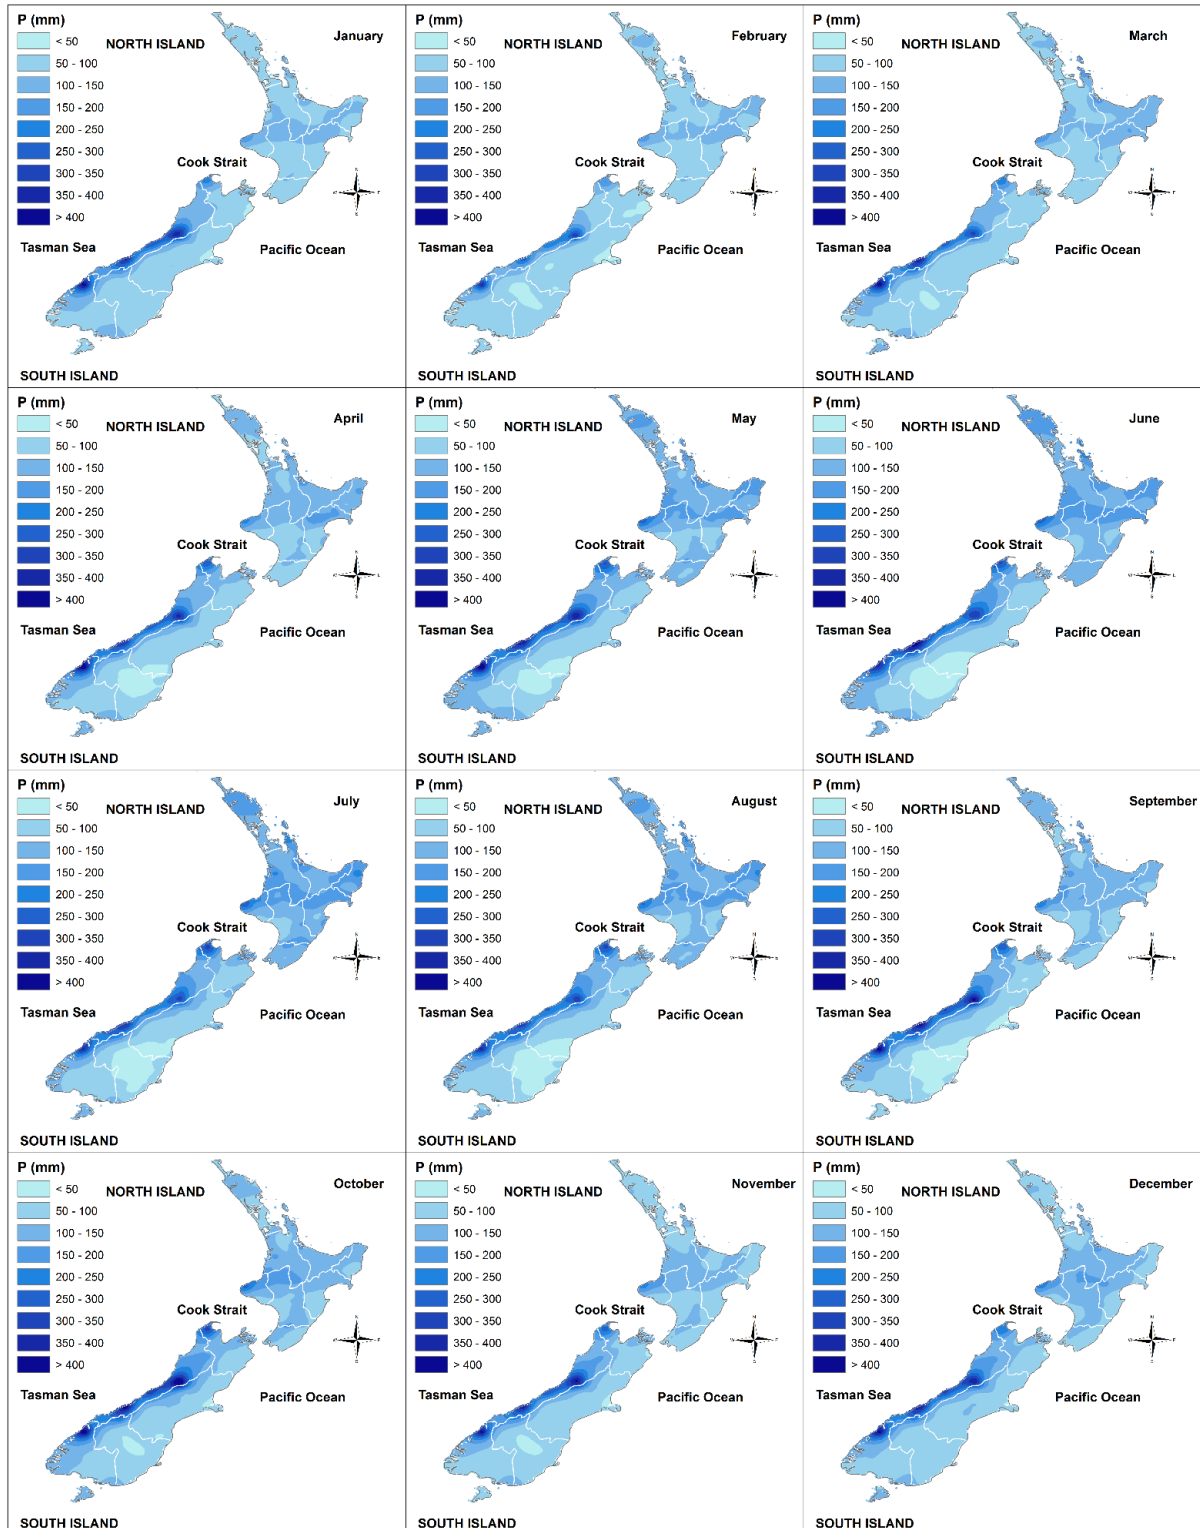 P (mm)
NORTH ISLAND
January
< 50
50 - 100
100 - 150
150 - 200
200 - 250
250 - 300
300 - 350
350 - 400
> 400
Cook Strait
Tasman Sea
Pacific Ocean
SOUTH ISLAND
P (mm)
NORTH ISLAND
February
< 50
50 - 100
100 - 150
150 - 200
200 - 250
250 - 300
300 - 350
350 - 400
> 400
Cook Strait
Tasman Sea
Pacific Ocean
SOUTH ISLAND
P (mm)
NORTH ISLAND
March
< 50
50 - 100
100 - 150
150 - 200
200 - 250
250 - 300
300 - 350
350 - 400
> 400
Cook Strait
Tasman Sea
Pacific Ocean
SOUTH ISLAND
P (mm)
NORTH ISLAND
April
< 50
50 - 100
100 - 150
150 - 200
200 - 250
250 - 300
300 - 350
350 - 400
> 400
Cook Strait
Tasman Sea
Pacific Ocean
SOUTH ISLAND
P (mm)
NORTH ISLAND
May
< 50
50 - 100
100 - 150
150 - 200
200 - 250
250 - 300
300 - 350
350 - 400
> 400
Cook Strait
Tasman Sea
Pacific Ocean
SOUTH ISLAND
P (mm)
NORTH ISLAND
June
< 50
50 - 100
100 - 150
150 - 200
200 - 250
250 - 300
300 - 350
350 - 400
> 400
Cook Strait
Tasman Sea
Pacific Ocean
SOUTH ISLAND
P (mm)
NORTH ISLAND
July
< 50
50 - 100
100 - 150
150 - 200
200 - 250
250 - 300
300 - 350
350 - 400
> 400
Cook Strait
Tasman Sea
Pacific Ocean
SOUTH ISLAND
P (mm)
NORTH ISLAND
August
< 50
50 - 100
100 - 150
150 - 200
200 - 250
250 - 300
300 - 350
350 - 400
> 400
Cook Strait
Tasman Sea
Pacific Ocean
SOUTH ISLAND
P (mm)
NORTH ISLAND
September
< 50
50 - 100
100 - 150
150 - 200
200 - 250
250 - 300
300 - 350
350 - 400
> 400
Cook Strait
Tasman Sea
Pacific Ocean
SOUTH ISLAND
P (mm)
NORTH ISLAND
October
< 50
50 - 100
100 - 150
150 - 200
200 - 250
250 - 300
300 - 350
350 - 400
> 400
Cook Strait
Tasman Sea
Pacific Ocean
SOUTH ISLAND
P (mm)
NORTH ISLAND
November
< 50
50 - 100
100 - 150
150 - 200
200 - 250
250 - 300
300 - 350
350 - 400
> 400
Cook Strait
Tasman Sea
Pacific Ocean
SOUTH ISLAND
P (mm)
NORTH ISLAND
December
< 50
50 - 100
100 - 150
150 - 200
200 - 250
250 - 300
300 - 350
350 - 400
> 400
Cook Strait
Tasman Sea
Pacific Ocean
SOUTH ISLAND